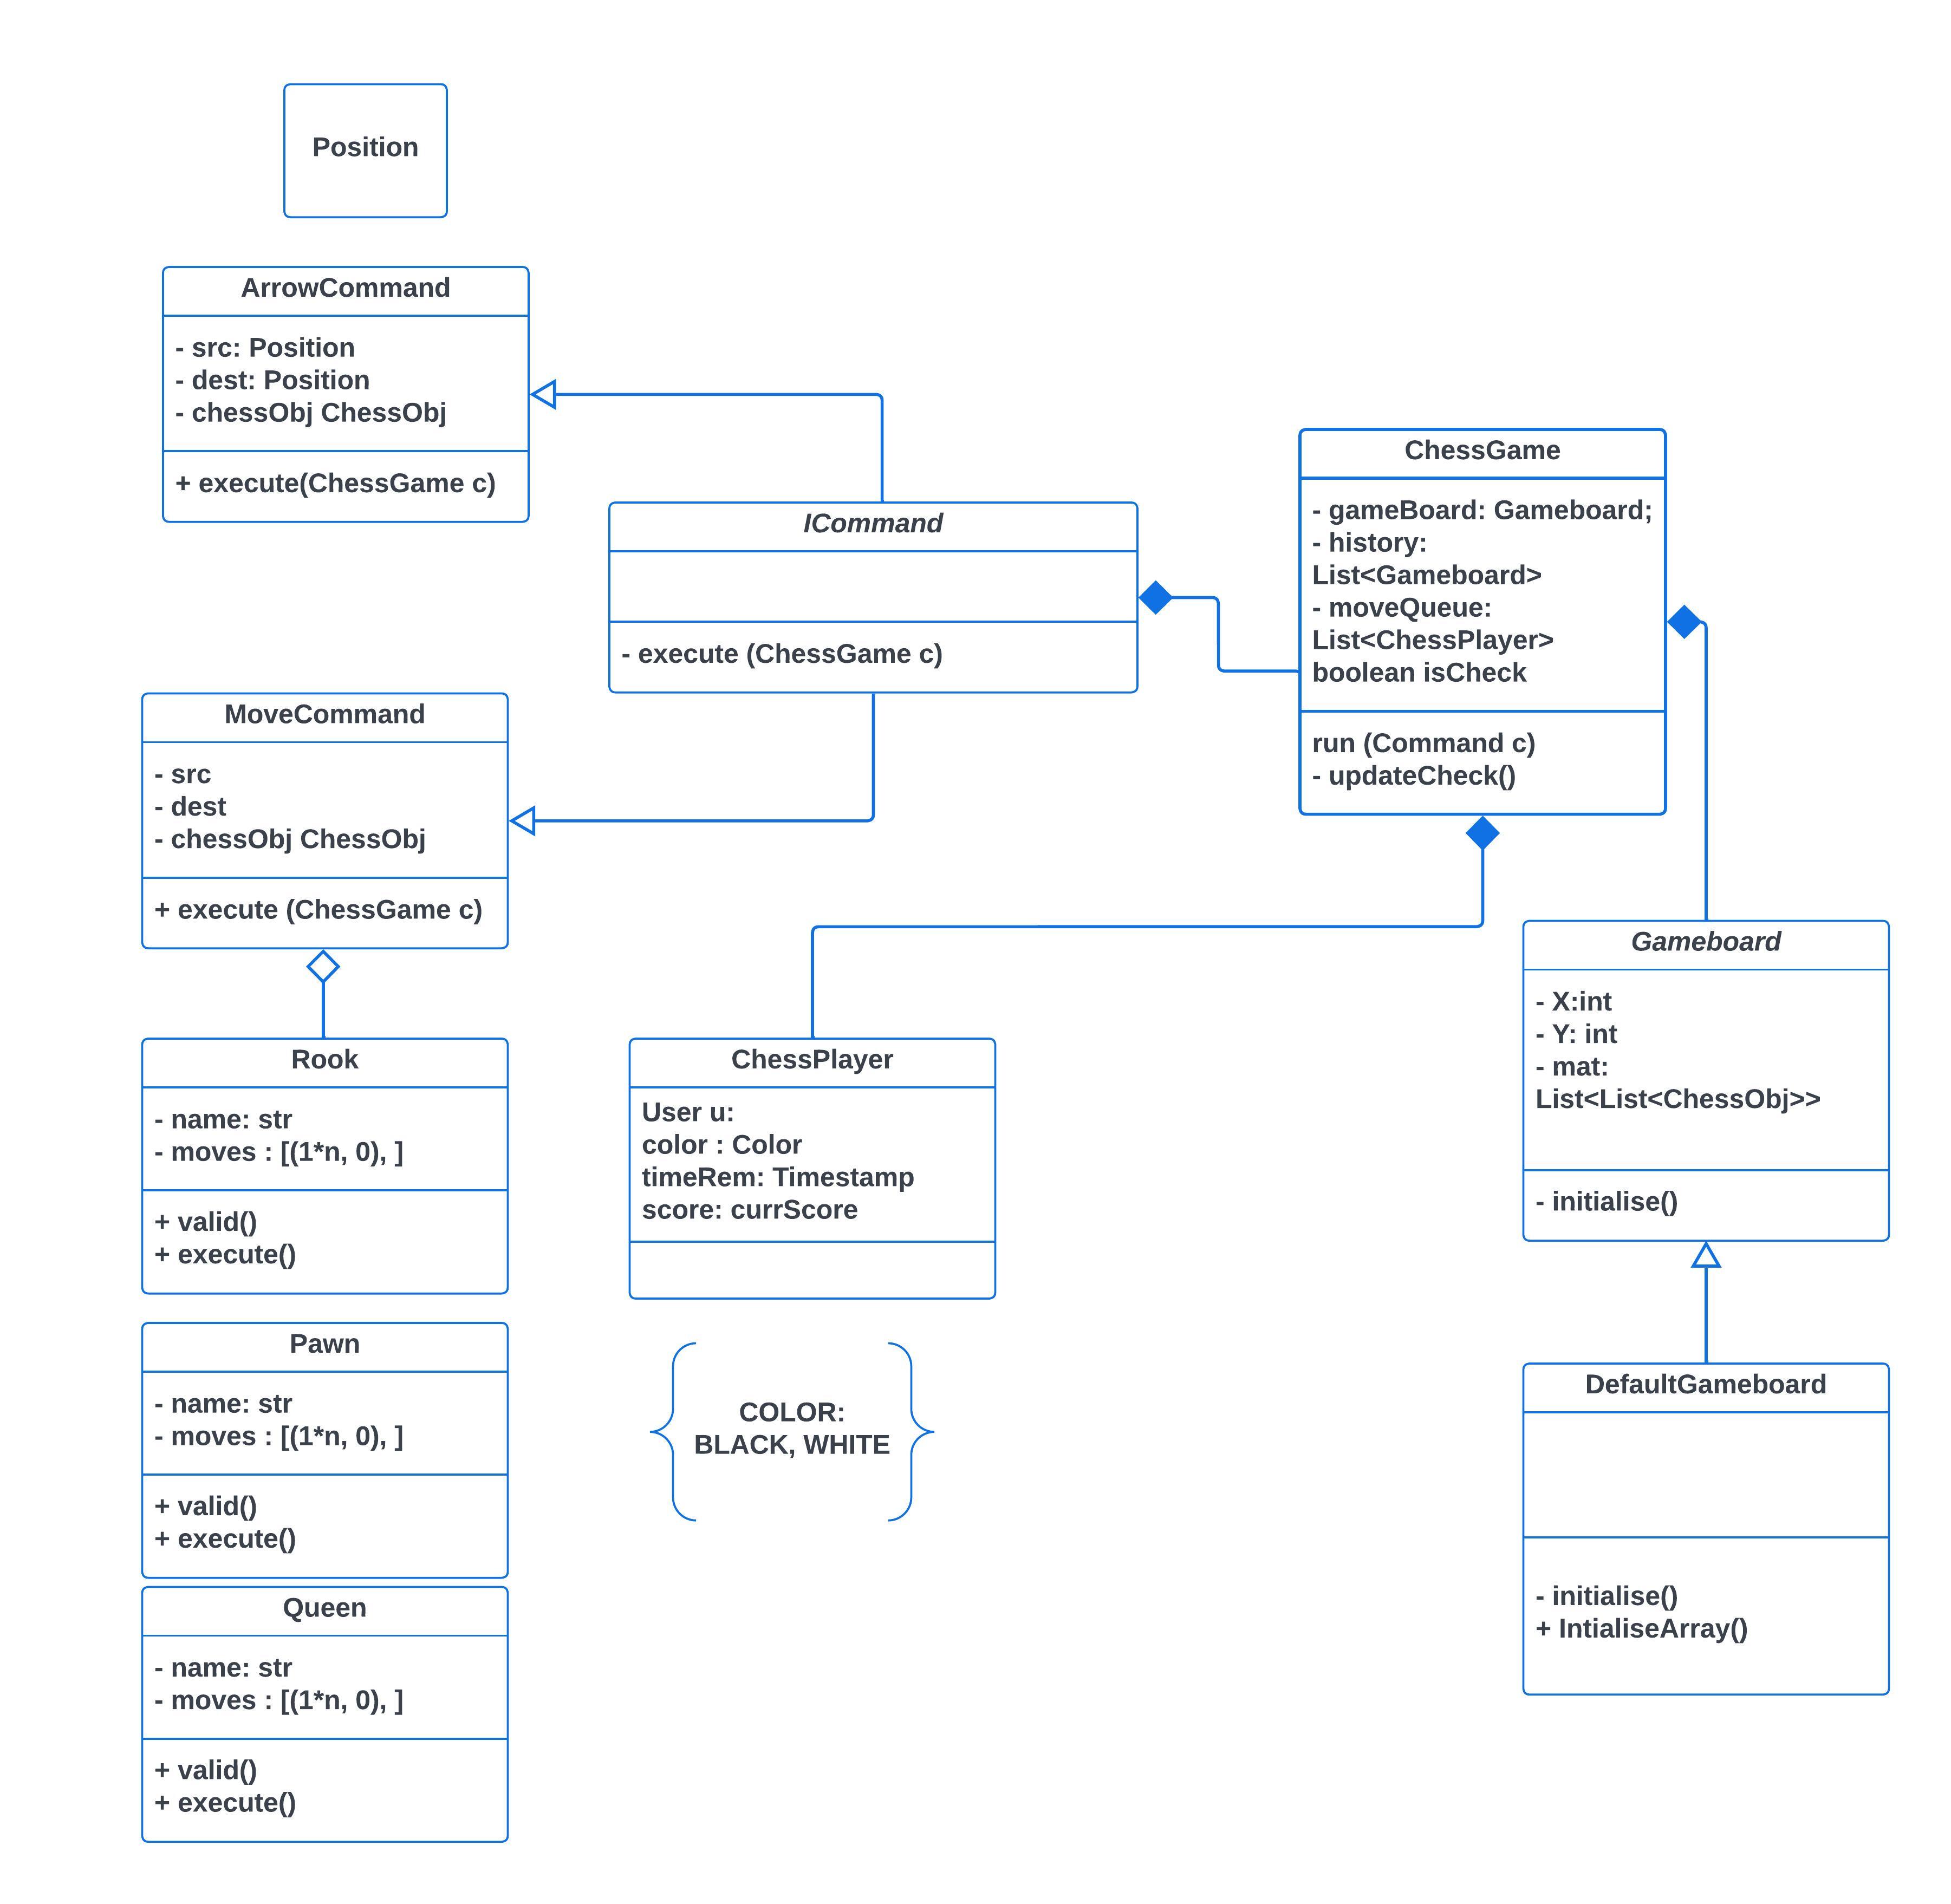 Position
ArrowCommand
- src: Position
- dest: Position
- chessObj ChessObj
+ execute(ChessGame c)
ICommand
- execute (ChessGame c)
ChessGame
- gameBoard: Gameboard;
- history:
List<Gameboard>
- moveQueue:
List<ChessPlayer>
boolean isCheck
run (Command c)
- updateCheck()
MoveCommand
- src
- dest
- chessObj ChessObj
+ execute (ChessGame c)
Gameboard
- X:int
- Y: int
- mat:
List<List<ChessObj>>
- initialise()
Rook
- name: str
- moves : [(1*n, 0), ]
+ valid()
+ execute()
ChessPlayer
User u:
color : Color
timeRem: Timestamp
score: currScore
Pawn
- name: str
- moves : [(1*n, 0), ]
+ valid()
+ execute()
COLOR:
BLACK, WHITE
DefaultGameboard
- initialise()
+ IntialiseArray()
Queen
- name: str
- moves : [(1*n, 0), ]
+ valid()
+ execute()